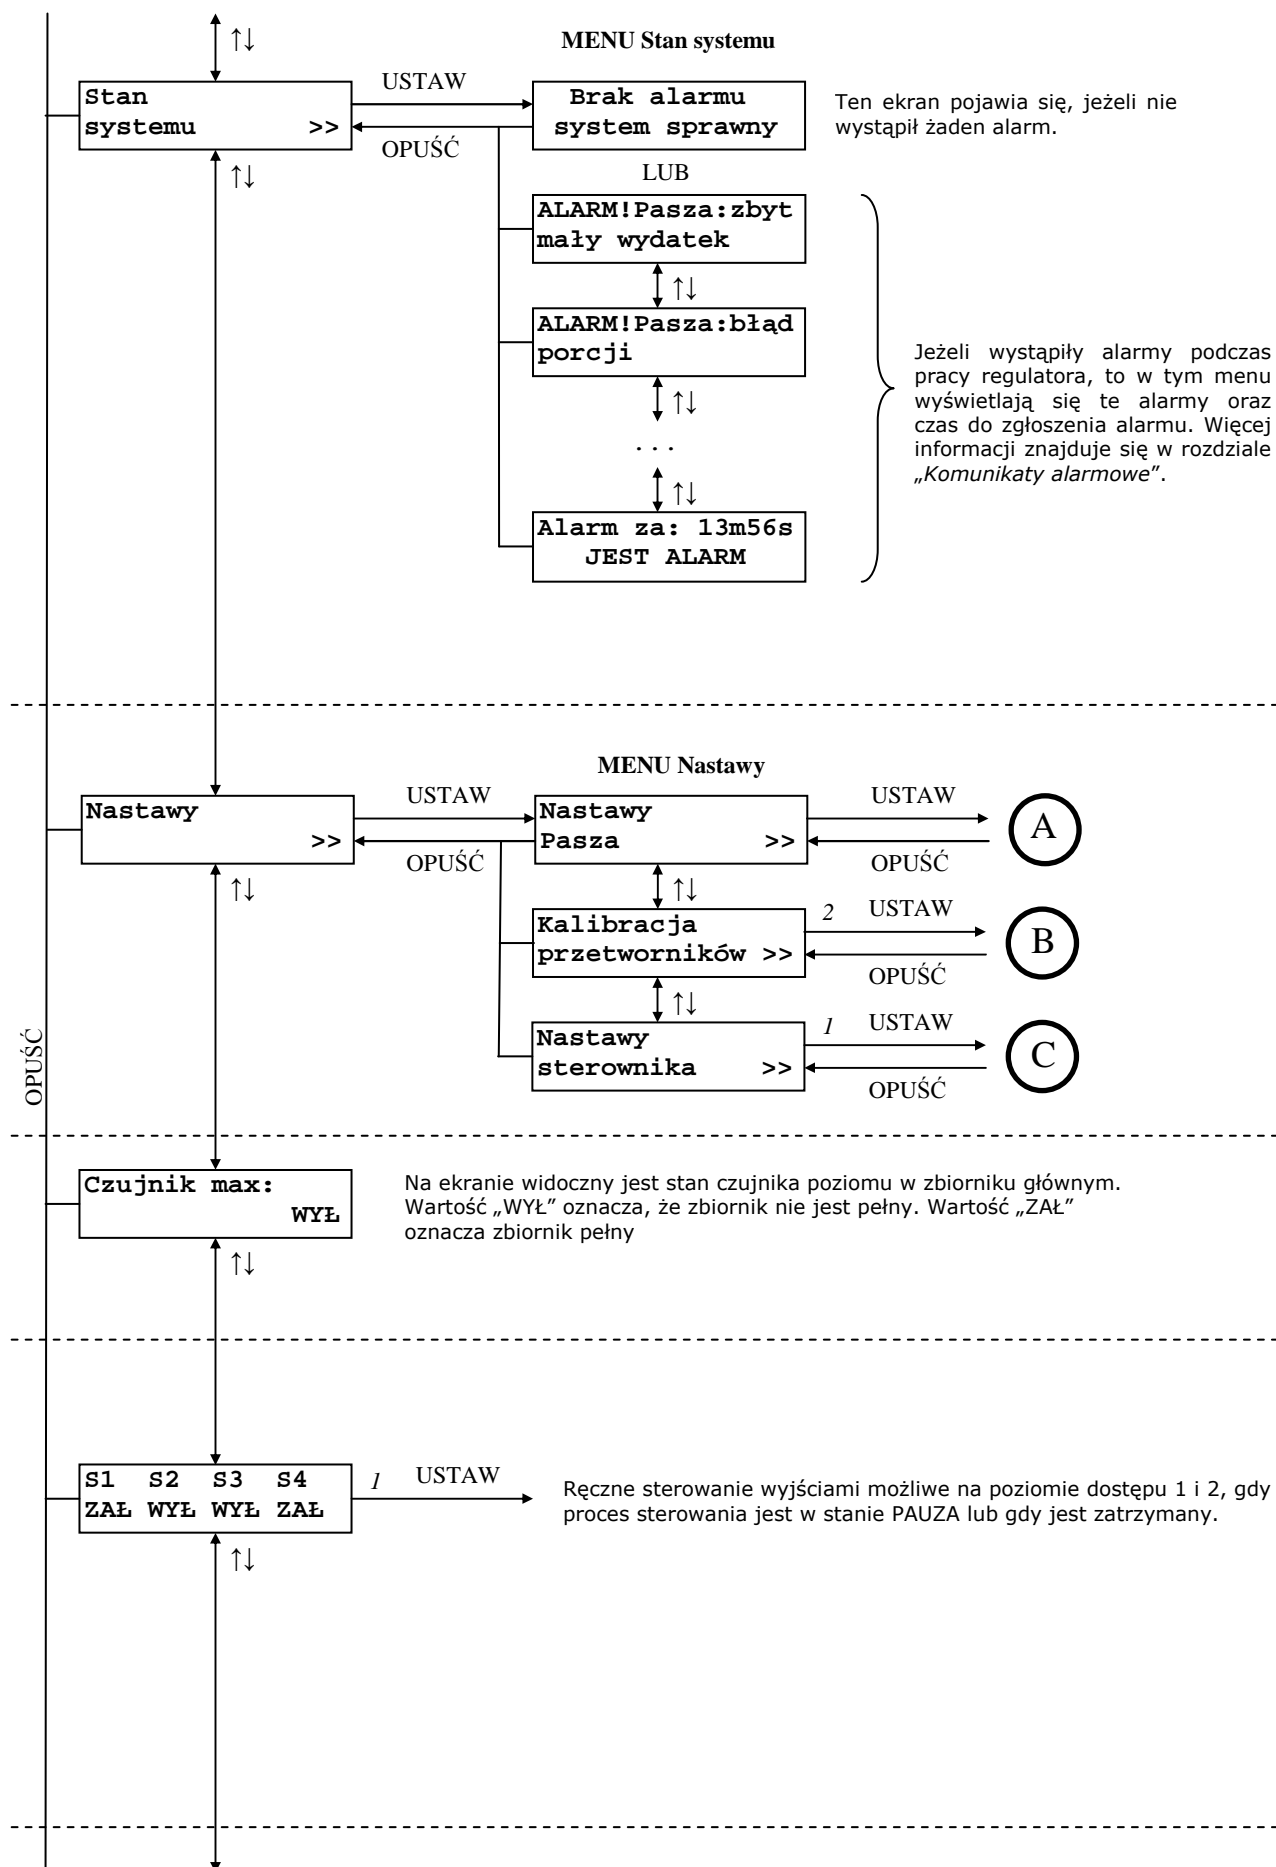 ↑↓
MENU Stan systemu
Stan
systemu >>
USTAW
OPUŚĆ
Brak alarmu
system sprawny
Ten ekran pojawia się, jeżeli nie
wystąpił żaden alarm.
↑↓
LUB
ALARM!Pasza:zbyt
mały wydatek
↑↓
ALARM!Pasza:błąd
porcji
↑↓
...
↑↓
Alarm za: 13m56s
JEST ALARM
Jeżeli wystąpiły alarmy podczas
pracy regulatora, to w tym menu
wyświetlają się te alarmy oraz
czas do zgłoszenia alarmu. Więcej
informacji znajduje się w rozdziale
„Komunikaty alarmowe”.
MENU Nastawy
Nastawy
>>
USTAW
OPUŚĆ
Nastawy
Pasza >>
USTAW
OPUŚĆ
A
↑↓
↑↓
Kalibracja
przetworników >>
2 USTAW
OPUŚĆ
B
↑↓
Nastawy
sterownika >>
1 USTAW
OPUŚĆ
C
OPUŚĆ
Czujnik max:
WYŁ
Na ekranie widoczny jest stan czujnika poziomu w zbiorniku głównym.
Wartość „WYŁ” oznacza, że zbiornik nie jest pełny. Wartość „ZAŁ”
oznacza zbiornik pełny
↑↓
S1 S2 S3 S4
ZAŁ WYŁ WYŁ ZAŁ
1 USTAW
Ręczne sterowanie wyjściami możliwe na poziomie dostępu 1 i 2, gdy
proces sterowania jest w stanie PAUZA lub gdy jest zatrzymany.
↑↓